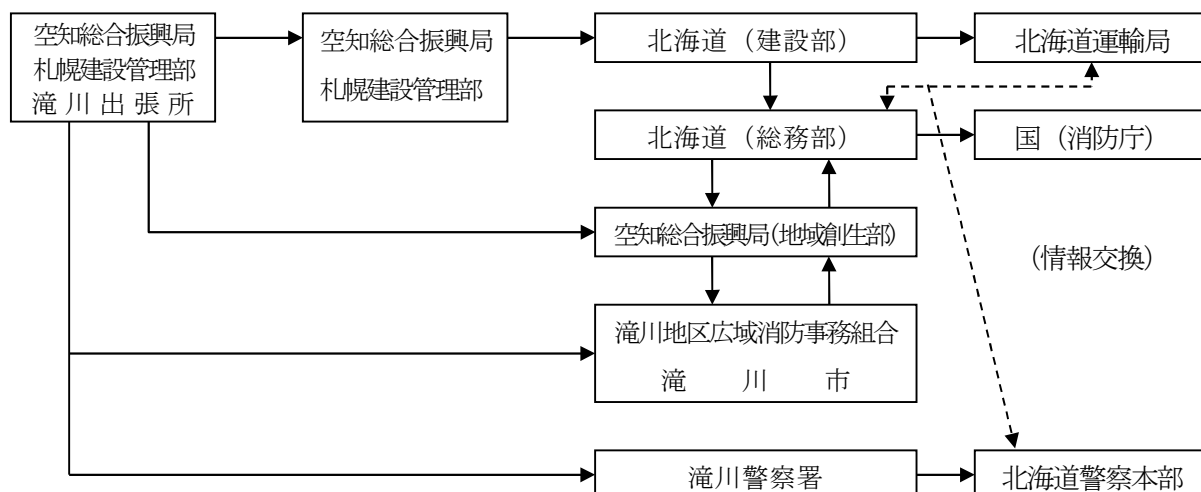 空知総合振興局
札幌建設管理部
滝川出張所
空知総合振興局
札幌建設管理部
北海道（建設部）
北海道運輸局
北海道（総務部）
国（消防庁）
空知総合振興局（地域創生部）
（情報交換）
滝川地区広域消防事務組合
滝川市
滝川警察署
北海道警察本部